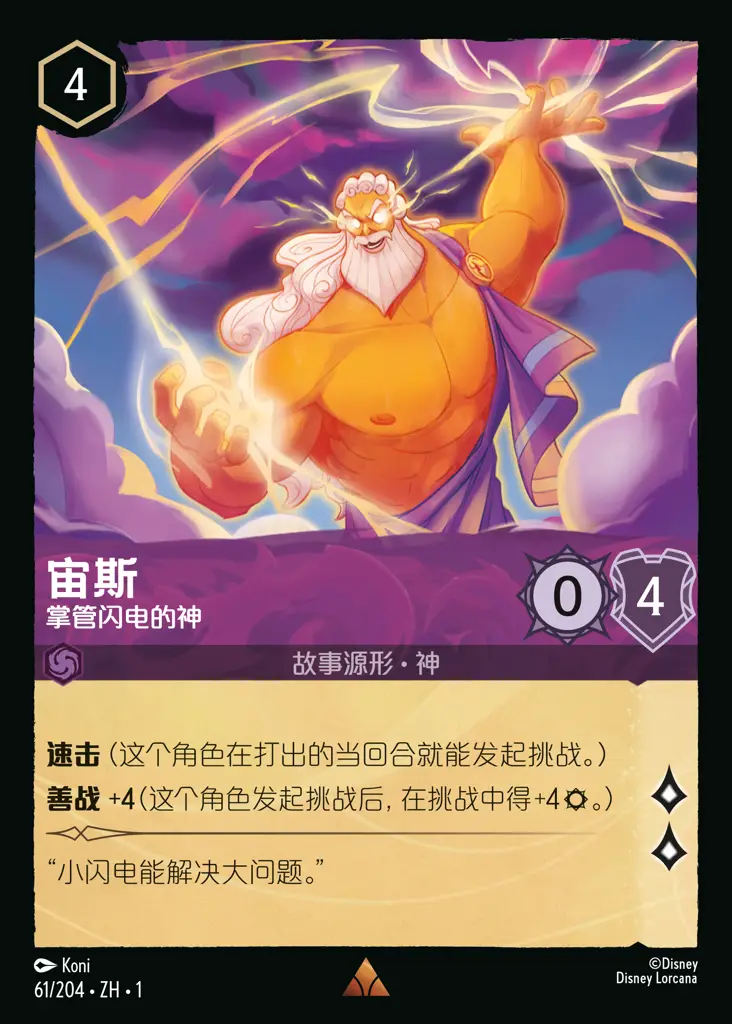 4
宙斯
掌管闪电的神
0
4
故事源形・神
速击 (这个角色在打出的当回合就能发起挑战。)
善战 +4 (这个角色发起挑战后, 在挑战中得+4。)
“小闪电能解决大问题。”
Koni
61/204 • ZH • 1
©Disney
Disney Lorcana